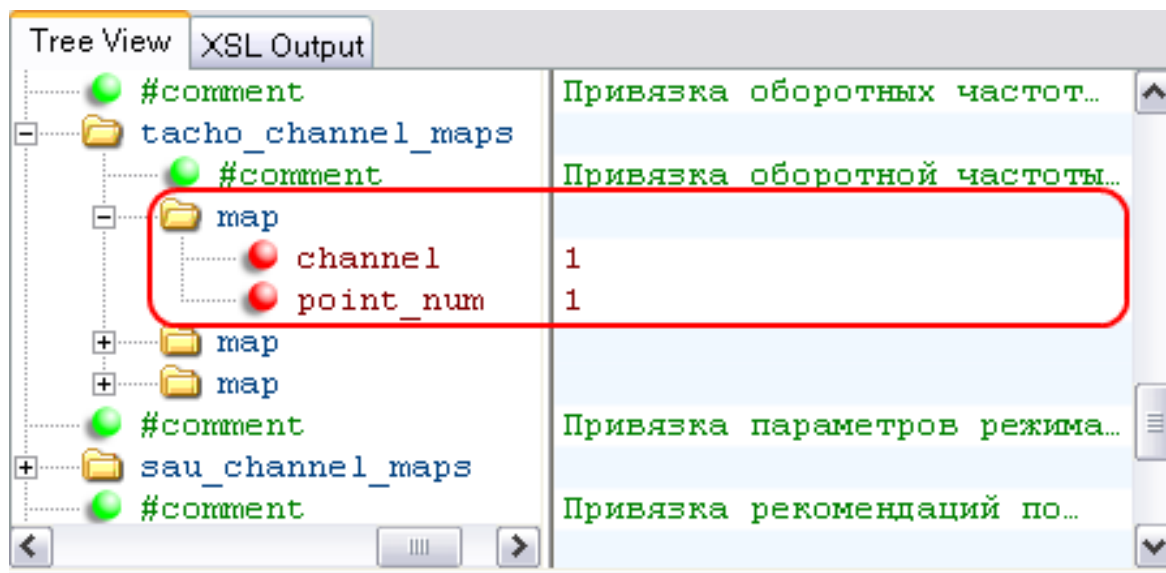 Tree View XSL Output
#comment Привязка оборотных частот…
tacho_channel_maps
#comment Привязка оборотной частоты…
map
channel 1
point_num 1
map
map
#comment Привязка параметров режима…
sau_channel_maps
#comment Привязка рекомендаций по…